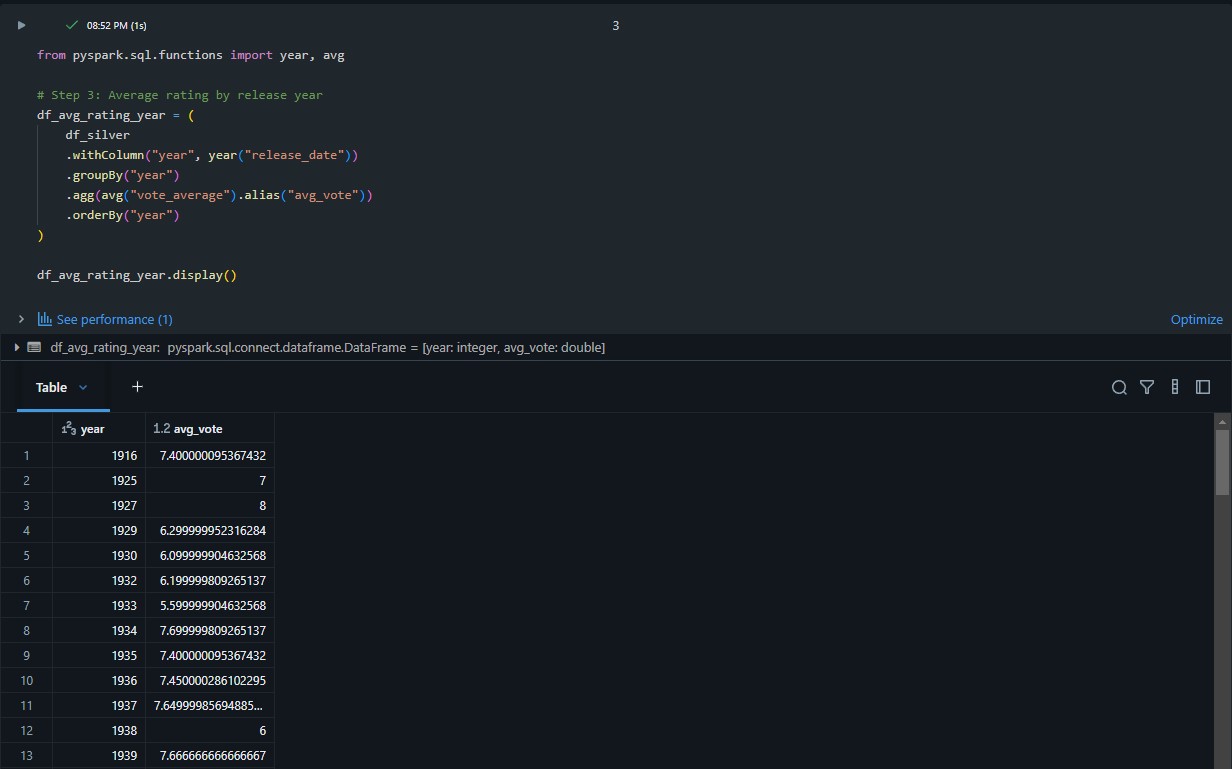 08:52 PM (1s)
3
from pyspark.sql.functions import year, avg
# Step 3: Average rating by release year
df_avg_rating_year = (
df_silver
.withColumn("year", year("release_date"))
.groupBy("year")
.agg(avg("vote_average").alias("avg_vote"))
.orderBy("year")
)
df_avg_rating_year.display()
See performance (1)
Optimize
df_avg_rating_year: pyspark.sql.connect.dataframe.DataFrame = [year: integer, avg_vote: double]
Table
+
1²3 year 1.2 avg_vote
1 1916 7.400000095367432
2 1925 7
3 1927 8
4 1929 6.299999952316284
5 1930 6.099999904632568
6 1932 6.199999809265137
7 1933 5.599999904632568
8 1934 7.699999809265137
9 1935 7.400000095367432
10 1936 7.450000286102295
11 1937 7.64999985694885...
12 1938 6
13 1939 7.666666666666667